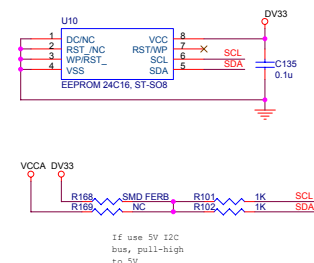 DV33
U10
1 DC/NC VCC 8
2 RST_/NC RST/WP 7
3 WP/RST_ SCL 6 SCL
4 VSS SDA 5 SDA
C135
0.1u
EEPROM 24C16, ST-SO8
VCCA DV33
R168 SMD FERB R101 1K SCL
R169 NC R102 1K SDA
If use 5V I2C
bus, pull-high
to 5V